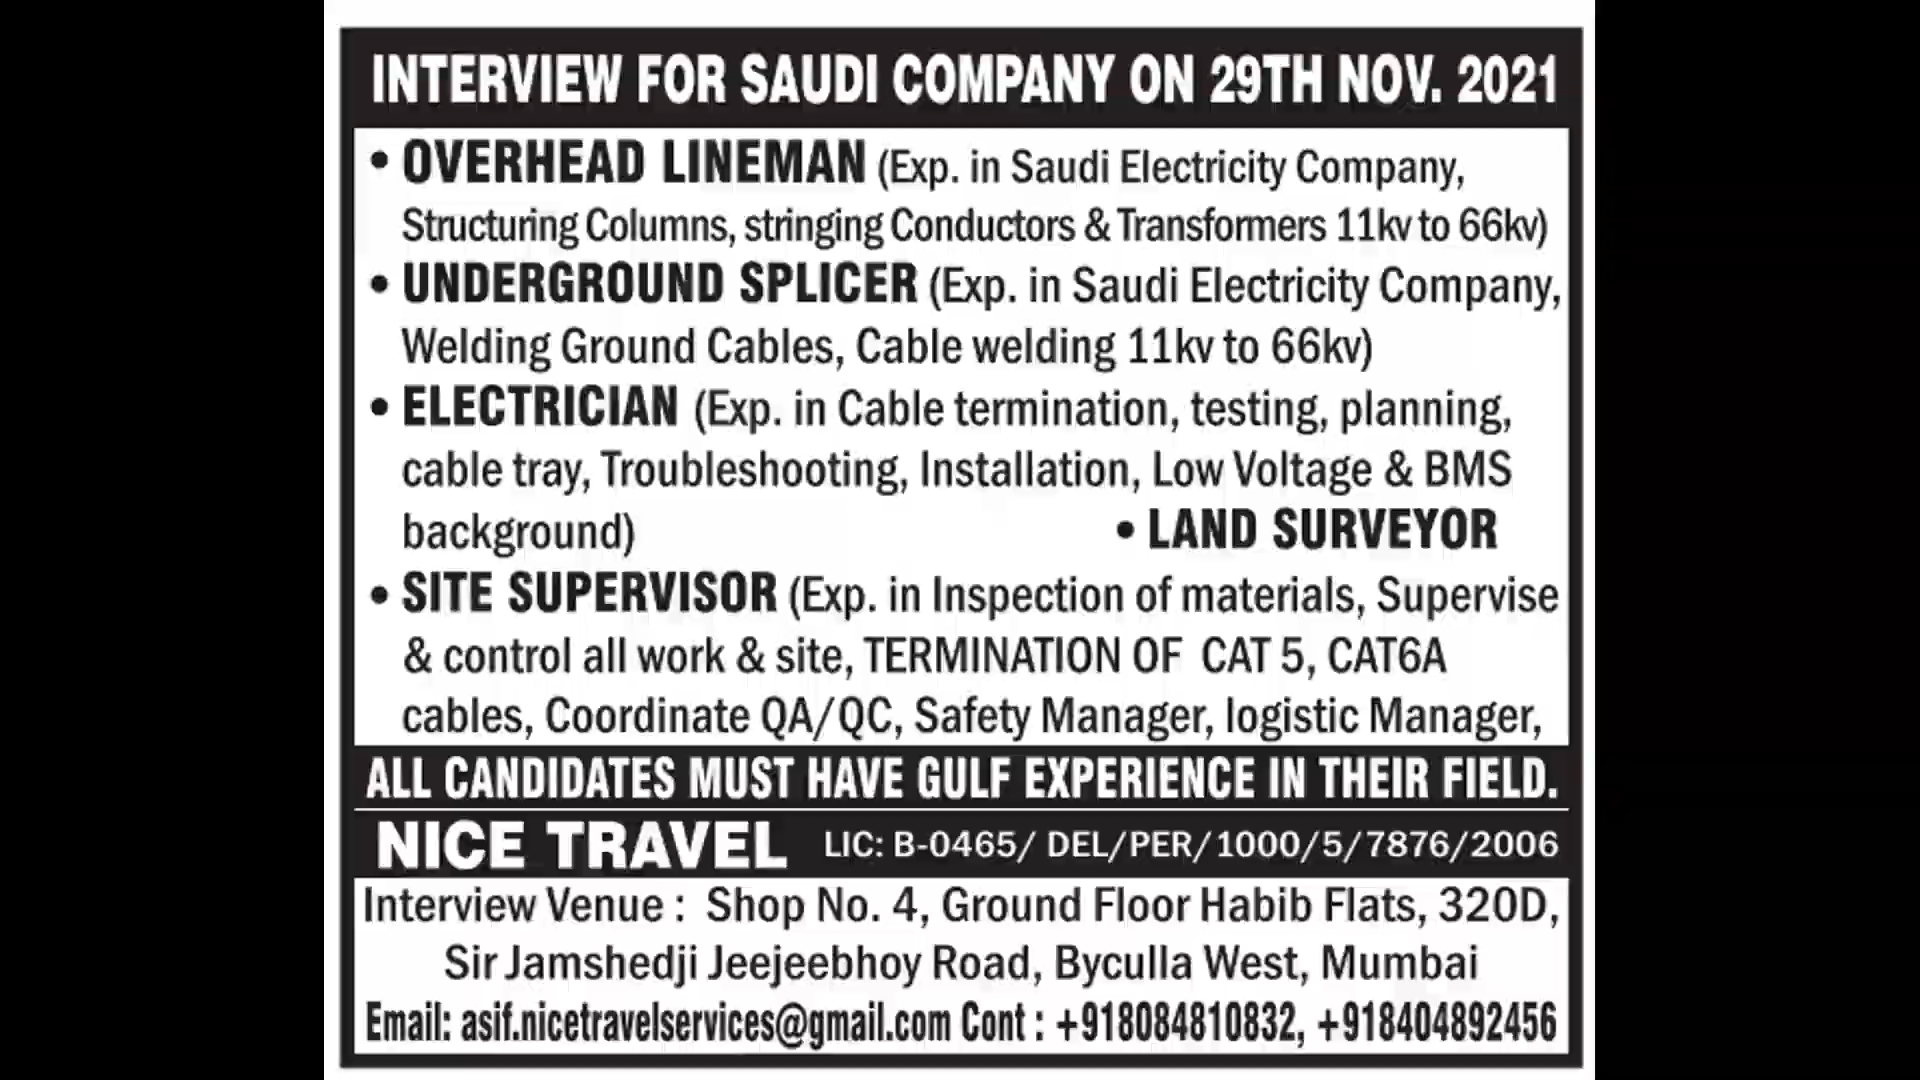 INTERVIEW FOR SAUDI COMPANY ON 29TH NOV. 2021
• OVERHEAD LINEMAN (Exp. in Saudi Electricity Company,
Structuring Columns, stringing Conductors & Transformers 11kv to 66kv)
• UNDERGROUND SPLICER (Exp. in Saudi Electricity Company,
Welding Ground Cables, Cable welding 11kv to 66kv)
• ELECTRICIAN (Exp. in Cable termination, testing, planning,
cable tray, Troubleshooting, Installation, Low Voltage & BMS
background) • LAND SURVEYOR
• SITE SUPERVISOR (Exp. in Inspection of materials, Supervise
& control all work & site, TERMINATION OF CAT 5, CAT6A
cables, Coordinate QA/QC, Safety Manager, logistic Manager,
ALL CANDIDATES MUST HAVE GULF EXPERIENCE IN THEIR FIELD.
NICE TRAVEL LIC: B-0465/ DEL/PER/1000/5/7876/2006
Interview Venue : Shop No. 4, Ground Floor Habib Flats, 320D,
Sir Jamshedji Jeejeebhoy Road, Byculla West, Mumbai
Email: asif.nicetravelservices@gmail.com Cont : +918084810832, +918404892456